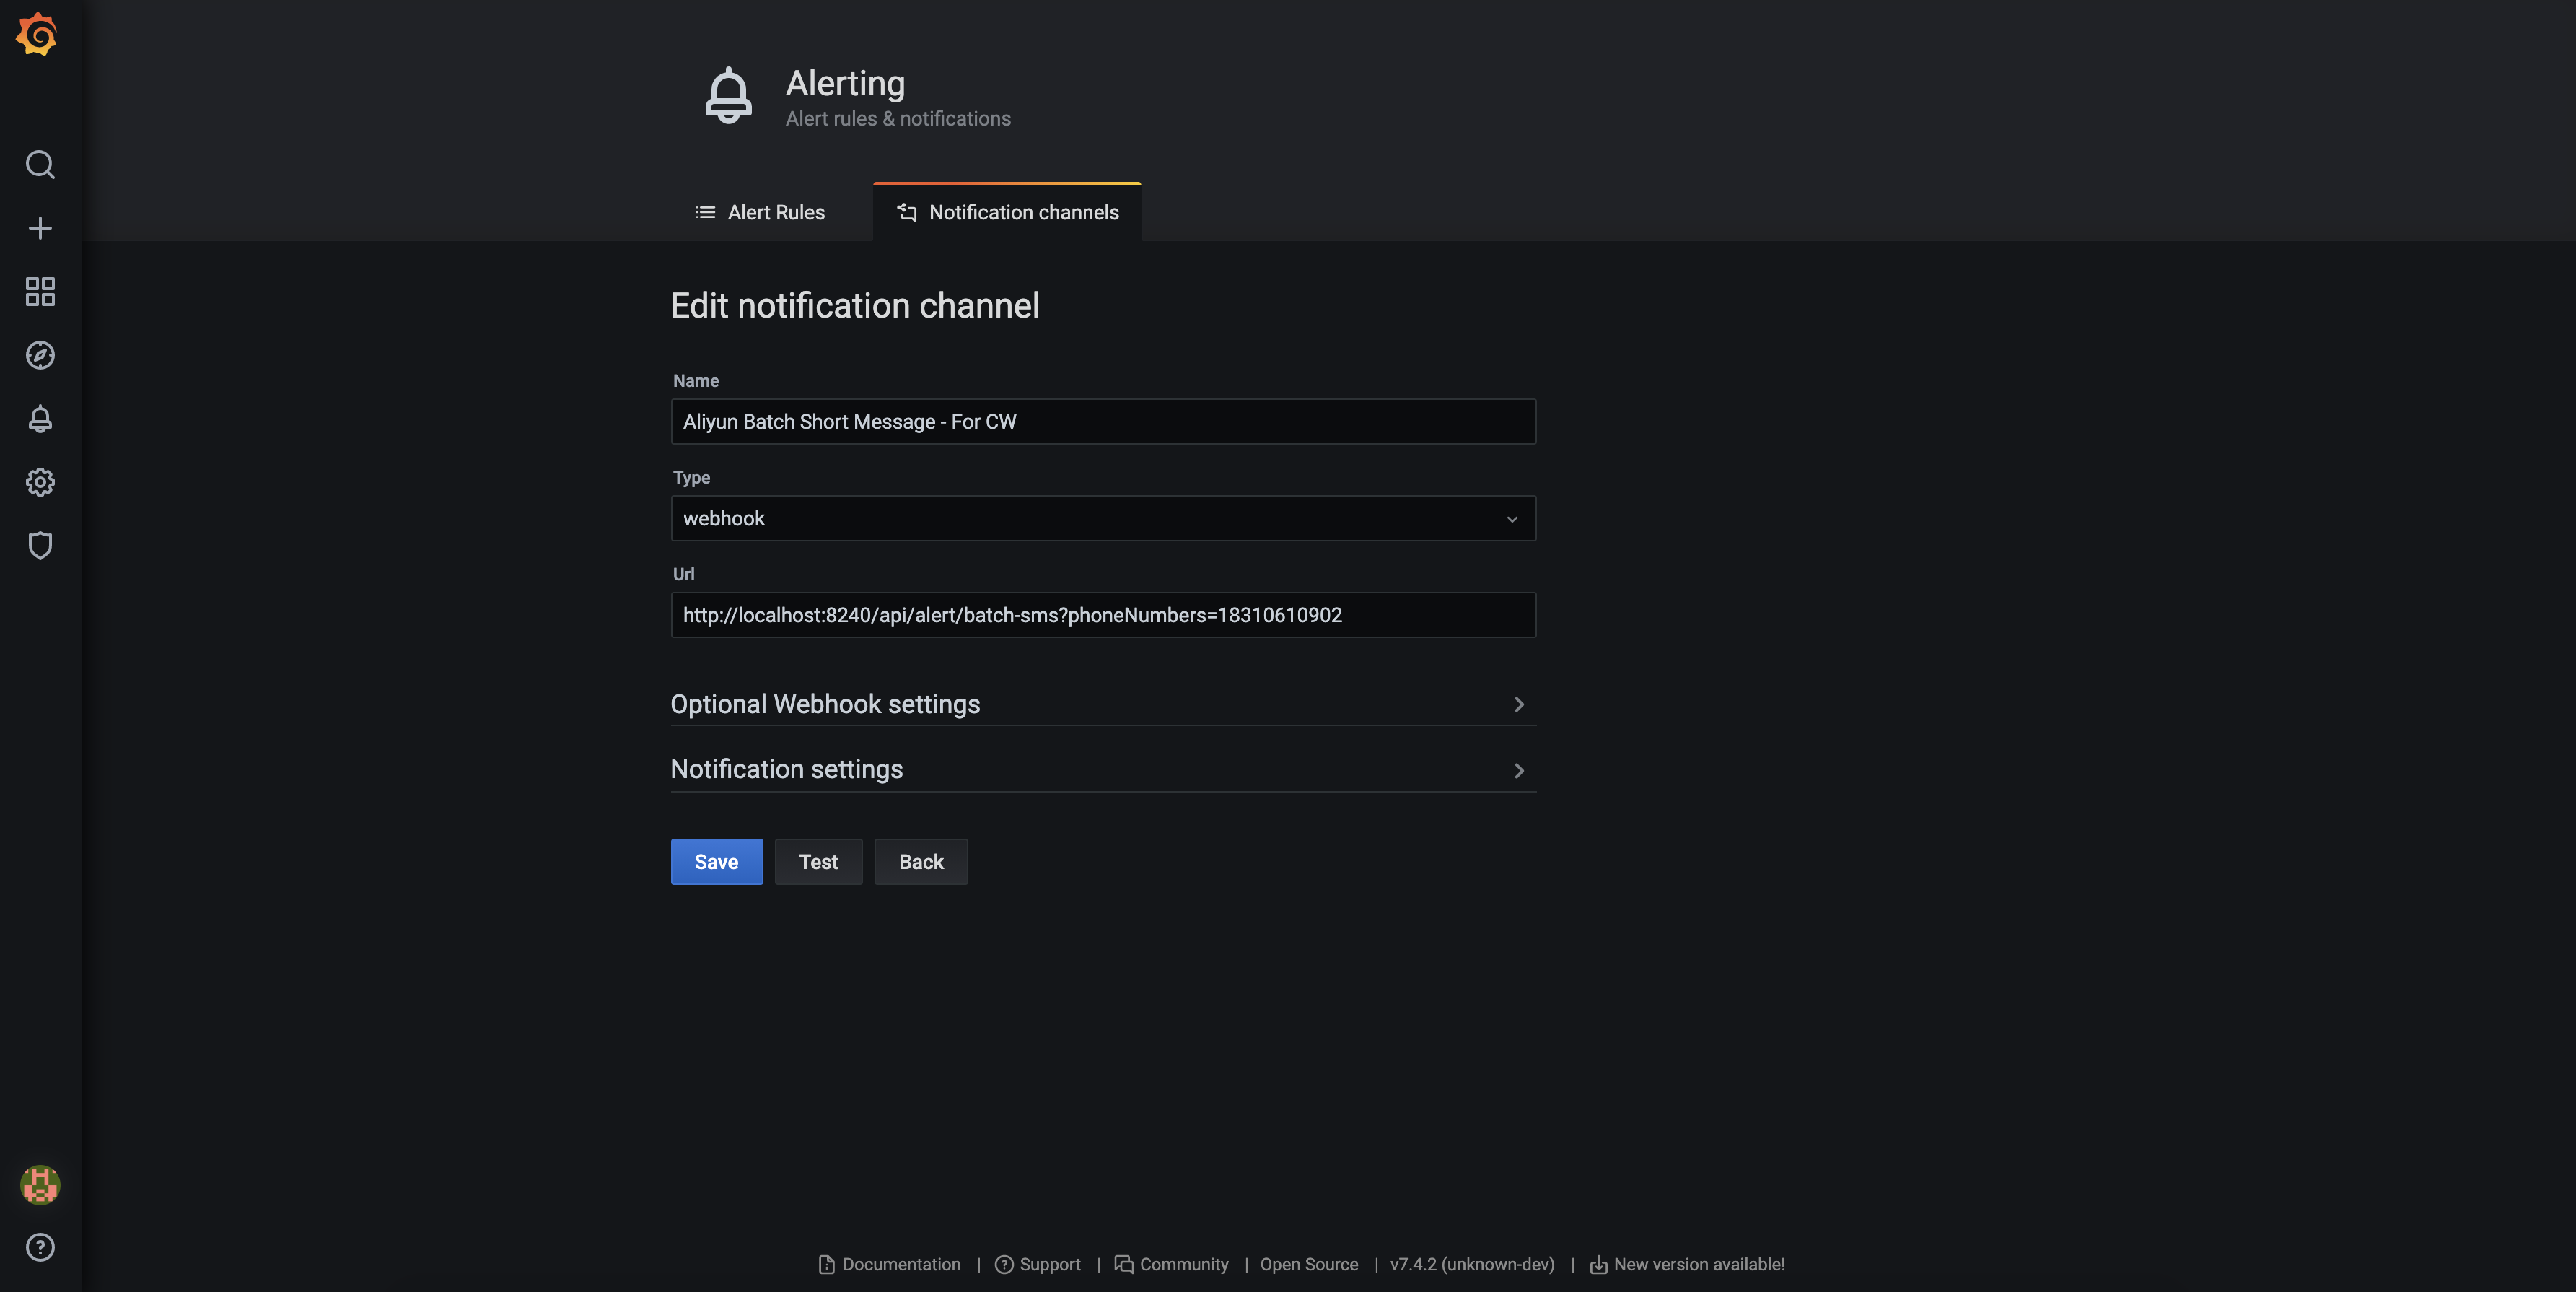 Alerting
Alert rules & notifications
Alert Rules
Notification channels
Edit notification channel
Name
Aliyun Batch Short Message - For CW
Type
webhook
Url
http://localhost:8240/api/alert/batch-sms?phoneNumbers=18310610902
Optional Webhook settings
Notification settings
Save Test Back
Documentation | Support | Community | Open Source | v7.4.2 (unknown-dev) | New version available!